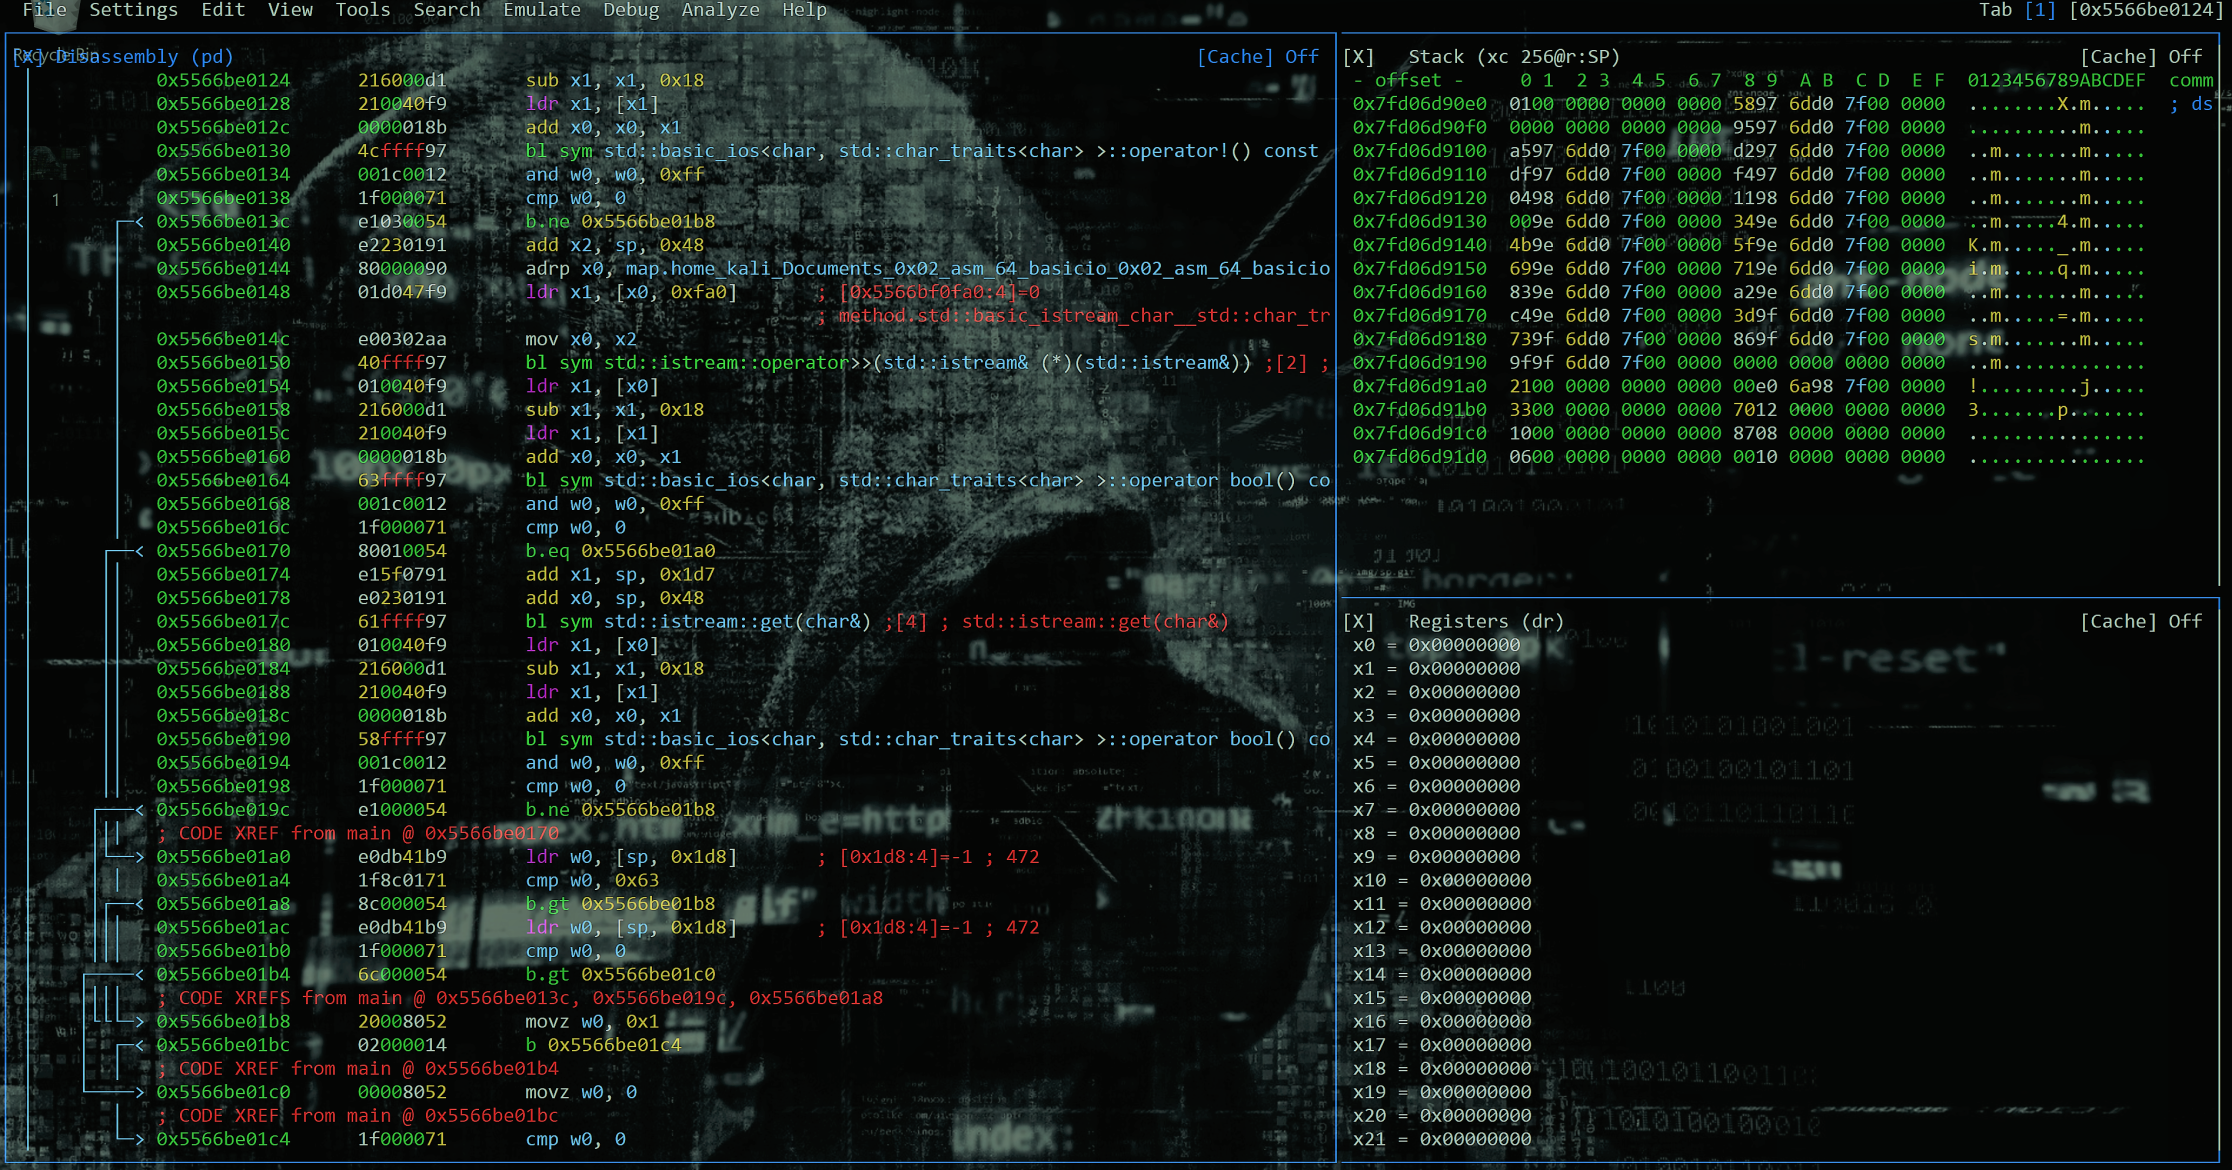 File Settings Edit View Tools Search Emulate Debug Analyze Help Tab [1] [0x5566be0124]
[X] Disassembly (pd) [Cache] Off
0x5566be0124 216000d1 sub x1, x1, 0x18
0x5566be0128 210040f9 ldr x1, [x1]
0x5566be012c 0000018b add x0, x0, x1
0x5566be0130 4cffff97 bl sym std::basic_ios<char, std::char_traits<char> >::operator!() const
0x5566be0134 001c0012 and w0, w0, 0xff
0x5566be0138 1f000071 cmp w0, 0
0x5566be013c e1030054 b.ne 0x5566be01b8
0x5566be0140 e2230191 add x2, sp, 0x48
0x5566be0144 80000090 adrp x0, map.home_kali_Documents_0x02_asm_64_basicio_0x02_asm_64_basicio
0x5566be0148 01d047f9 ldr x1, [x0, 0xfa0] ; [0x5566bf0fa0:4]=0
; method.std::basic_istream_char__std::char_tr
0x5566be014c e00302aa mov x0, x2
0x5566be0150 40ffff97 bl sym std::istream::operator>>(std::istream& (*)(std::istream&)) ;[2] ;
0x5566be0154 010040f9 ldr x1, [x0]
0x5566be0158 216000d1 sub x1, x1, 0x18
0x5566be015c 210040f9 ldr x1, [x1]
0x5566be0160 0000018b add x0, x0, x1
0x5566be0164 63ffff97 bl sym std::basic_ios<char, std::char_traits<char> >::operator bool() co
0x5566be0168 001c0012 and w0, w0, 0xff
0x5566be016c 1f000071 cmp w0, 0
0x5566be0170 80010054 b.eq 0x5566be01a0
0x5566be0174 e15f0791 add x1, sp, 0x1d7
0x5566be0178 e0230191 add x0, sp, 0x48
0x5566be017c 61ffff97 bl sym std::istream::get(char&) ;[4] ; std::istream::get(char&)
0x5566be0180 010040f9 ldr x1, [x0]
0x5566be0184 216000d1 sub x1, x1, 0x18
0x5566be0188 210040f9 ldr x1, [x1]
0x5566be018c 0000018b add x0, x0, x1
0x5566be0190 58ffff97 bl sym std::basic_ios<char, std::char_traits<char> >::operator bool() co
0x5566be0194 001c0012 and w0, w0, 0xff
0x5566be0198 1f000071 cmp w0, 0
0x5566be019c e1000054 b.ne 0x5566be01b8
; CODE XREF from main @ 0x5566be0170
0x5566be01a0 e0db41b9 ldr w0, [sp, 0x1d8] ; [0x1d8:4]=-1 ; 472
0x5566be01a4 1f8c0171 cmp w0, 0x63
0x5566be01a8 8c000054 b.gt 0x5566be01b8
0x5566be01ac e0db41b9 ldr w0, [sp, 0x1d8] ; [0x1d8:4]=-1 ; 472
0x5566be01b0 1f000071 cmp w0, 0
0x5566be01b4 6c000054 b.gt 0x5566be01c0
; CODE XREFS from main @ 0x5566be013c, 0x5566be019c, 0x5566be01a8
0x5566be01b8 20008052 movz w0, 0x1
0x5566be01bc 02000014 b 0x5566be01c4
; CODE XREF from main @ 0x5566be01b4
0x5566be01c0 00008052 movz w0, 0
; CODE XREF from main @ 0x5566be01bc
0x5566be01c4 1f000071 cmp w0, 0
[X] Stack (xc 256@r:SP) [Cache] Off
- offset - 0 1 2 3 4 5 6 7 8 9 A B C D E F 0123456789ABCDEF comm
0x7fd06d90e0 0100 0000 0000 0000 5897 6dd0 7f00 0000 ........X.m..... ; ds
0x7fd06d90f0 0000 0000 0000 0000 9597 6dd0 7f00 0000 ..........m.....
0x7fd06d9100 a597 6dd0 7f00 0000 d297 6dd0 7f00 0000 ..m.......m.....
0x7fd06d9110 df97 6dd0 7f00 0000 f497 6dd0 7f00 0000 ..m.......m.....
0x7fd06d9120 0498 6dd0 7f00 0000 1198 6dd0 7f00 0000 ..m.......m.....
0x7fd06d9130 009e 6dd0 7f00 0000 349e 6dd0 7f00 0000 ..m.....4.m.....
0x7fd06d9140 4b9e 6dd0 7f00 0000 5f9e 6dd0 7f00 0000 K.m....._.m.....
0x7fd06d9150 699e 6dd0 7f00 0000 719e 6dd0 7f00 0000 i.m.....q.m.....
0x7fd06d9160 839e 6dd0 7f00 0000 a29e 6dd0 7f00 0000 ..m.......m.....
0x7fd06d9170 c49e 6dd0 7f00 0000 3d9f 6dd0 7f00 0000 ..m.....=.m.....
0x7fd06d9180 739f 6dd0 7f00 0000 869f 6dd0 7f00 0000 s.m.......m.....
0x7fd06d9190 9f9f 6dd0 7f00 0000 0000 0000 0000 0000 ..m.............
0x7fd06d91a0 2100 0000 0000 0000 00e0 6a98 7f00 0000 !.........j.....
0x7fd06d91b0 3300 0000 0000 0000 7012 0000 0000 0000 3.......p.......
0x7fd06d91c0 1000 0000 0000 0000 8708 0000 0000 0000 ................
0x7fd06d91d0 0600 0000 0000 0000 0010 0000 0000 0000 ................
[X] Registers (dr) [Cache] Off
x0 = 0x00000000
x1 = 0x00000000
x2 = 0x00000000
x3 = 0x00000000
x4 = 0x00000000
x5 = 0x00000000
x6 = 0x00000000
x7 = 0x00000000
x8 = 0x00000000
x9 = 0x00000000
x10 = 0x00000000
x11 = 0x00000000
x12 = 0x00000000
x13 = 0x00000000
x14 = 0x00000000
x15 = 0x00000000
x16 = 0x00000000
x17 = 0x00000000
x18 = 0x00000000
x19 = 0x00000000
x20 = 0x00000000
x21 = 0x00000000